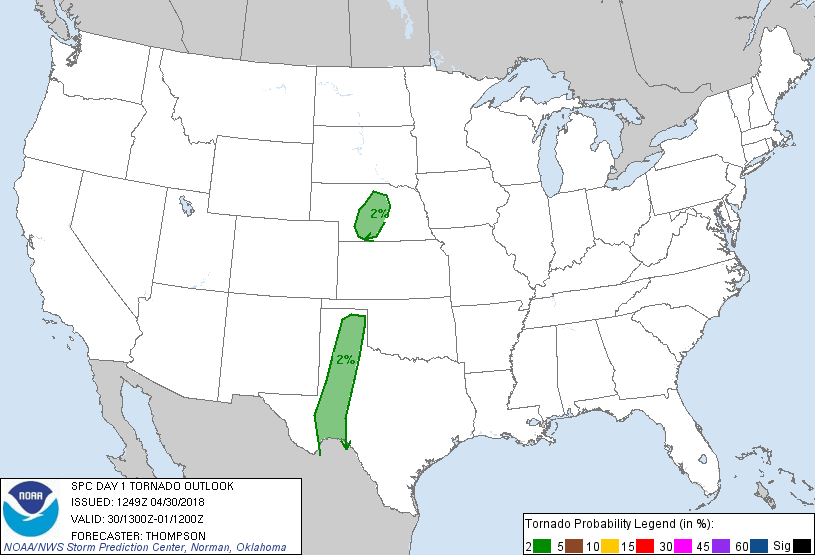 2%
2%
NOAA
SPC DAY 1 TORNADO OUTLOOK
ISSUED: 1249Z 04/30/2018
VALID: 30/1300Z-01/1200Z
FORECASTER: THOMPSON
NOAA/NWS Storm Prediction Center, Norman, Oklahoma
Tornado Probability Legend (in %):
2 5 10 15 30 45 60 Sig